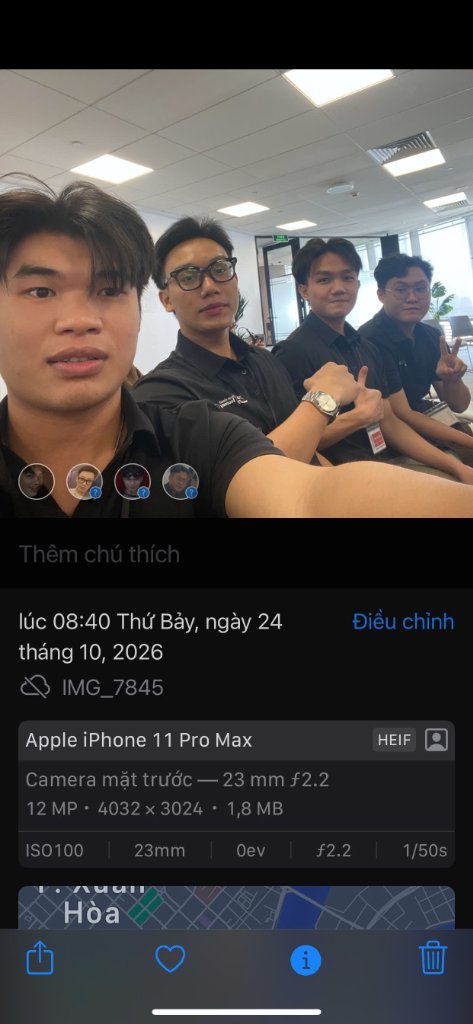 Thêm chú thích
lúc 08:40 Thứ Bảy, ngày 24
tháng 10, 2026
Điều chỉnh
IMG_7845
Apple iPhone 11 Pro Max
HEIF
Camera mặt trước — 23 mm ƒ2.2
12 MP • 4032 × 3024 • 1,8 MB
ISO100
23mm
0ev
ƒ2.2
1/50s
P. Xuân
Hòa